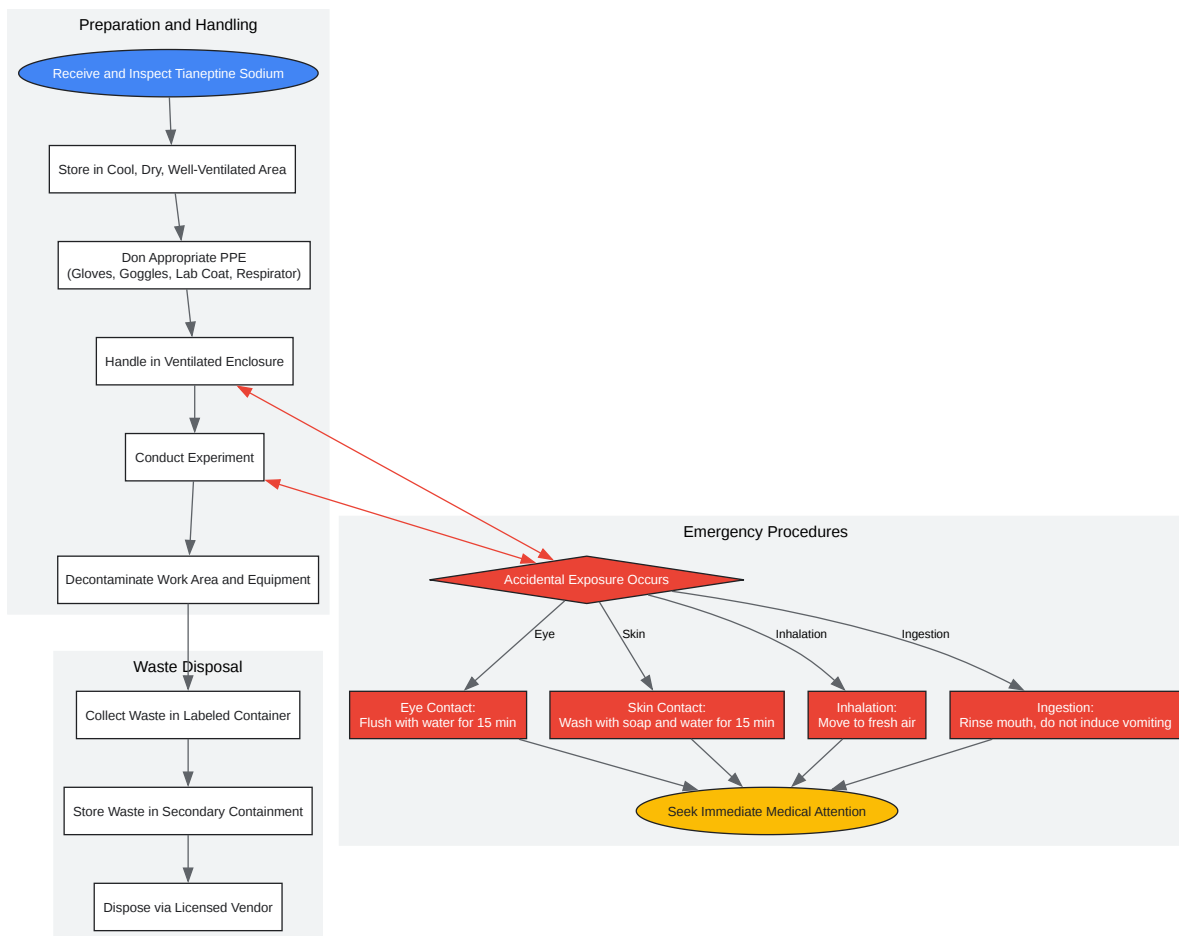 Preparation and Handling
Receive and Inspect Tianeptine Sodium
Store in Cool, Dry, Well-Ventilated Area
Don Appropriate PPE
(Gloves, Goggles, Lab Coat, Respirator)
Handle in Ventilated Enclosure
Conduct Experiment
Decontaminate Work Area and Equipment
Waste Disposal
Collect Waste in Labeled Container
Store Waste in Secondary Containment
Dispose via Licensed Vendor
Emergency Procedures
Accidental Exposure Occurs
Eye
Skin
Inhalation
Ingestion
Eye Contact:
Flush with water for 15 min
Skin Contact:
Wash with soap and water for 15 min
Inhalation:
Move to fresh air
Ingestion:
Rinse mouth, do not induce vomiting
Seek Immediate Medical Attention